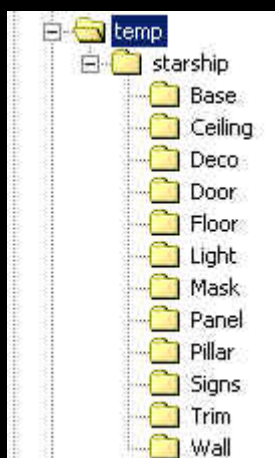 temp
starship
Base
Ceiling
Deco
Door
Floor
Light
Mask
Panel
Pillar
Signs
Trim
Wall